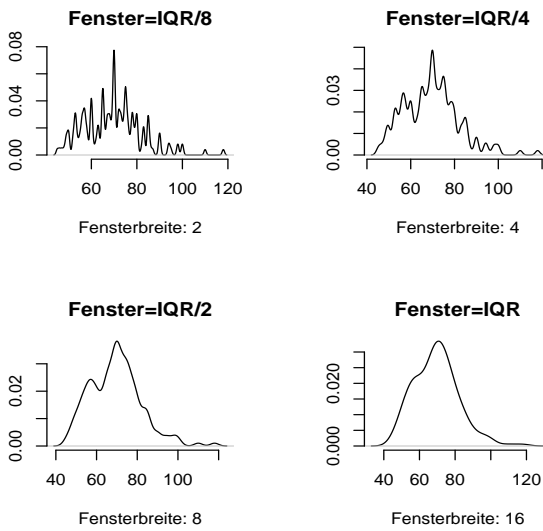 Fenster=IQR/8
0.00 0.04 0.08
60 80 100 120
Fensterbreite: 2
Fenster=IQR/4
0.00 0.03
40 60 80 100
Fensterbreite: 4
Fenster=IQR/2
0.00 0.02
40 60 80 100
Fensterbreite: 8
Fenster=IQR
0.000 0.020
40 60 80 120
Fensterbreite: 16